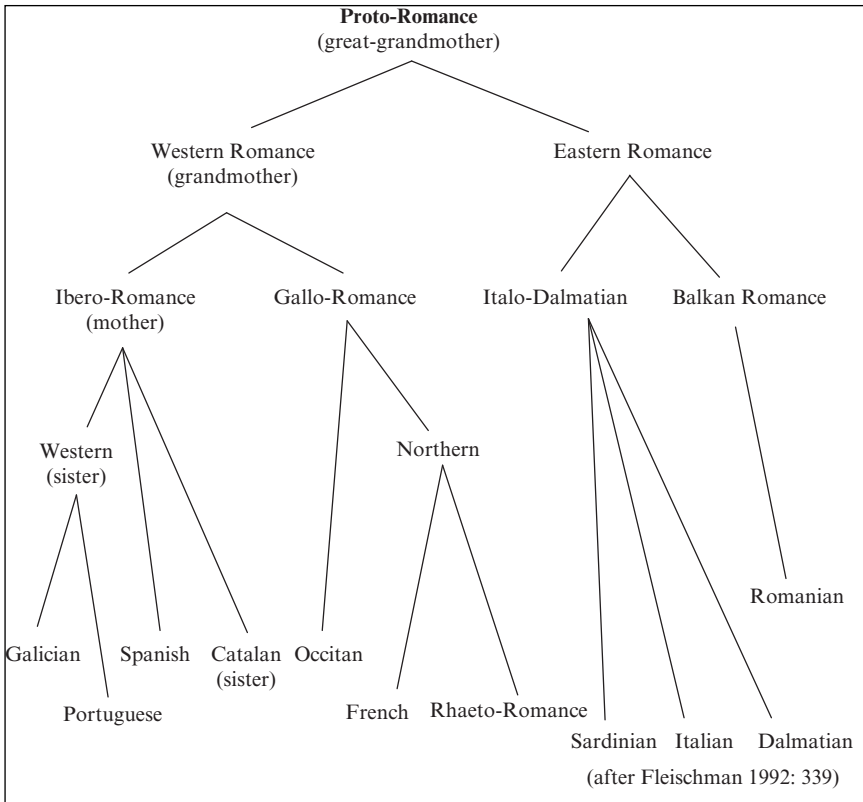 Proto-Romance
(great-grandmother)
Western Romance
(grandmother)
Eastern Romance
Ibero-Romance
(mother)
Gallo-Romance
Italo-Dalmatian
Balkan Romance
Western
(sister)
Northern
Romanian
Galician
Spanish
Catalan
(sister)
Occitan
Portuguese
French
Rhaeto-Romance
Sardinian
Italian
Dalmatian
(after Fleischman 1992: 339)